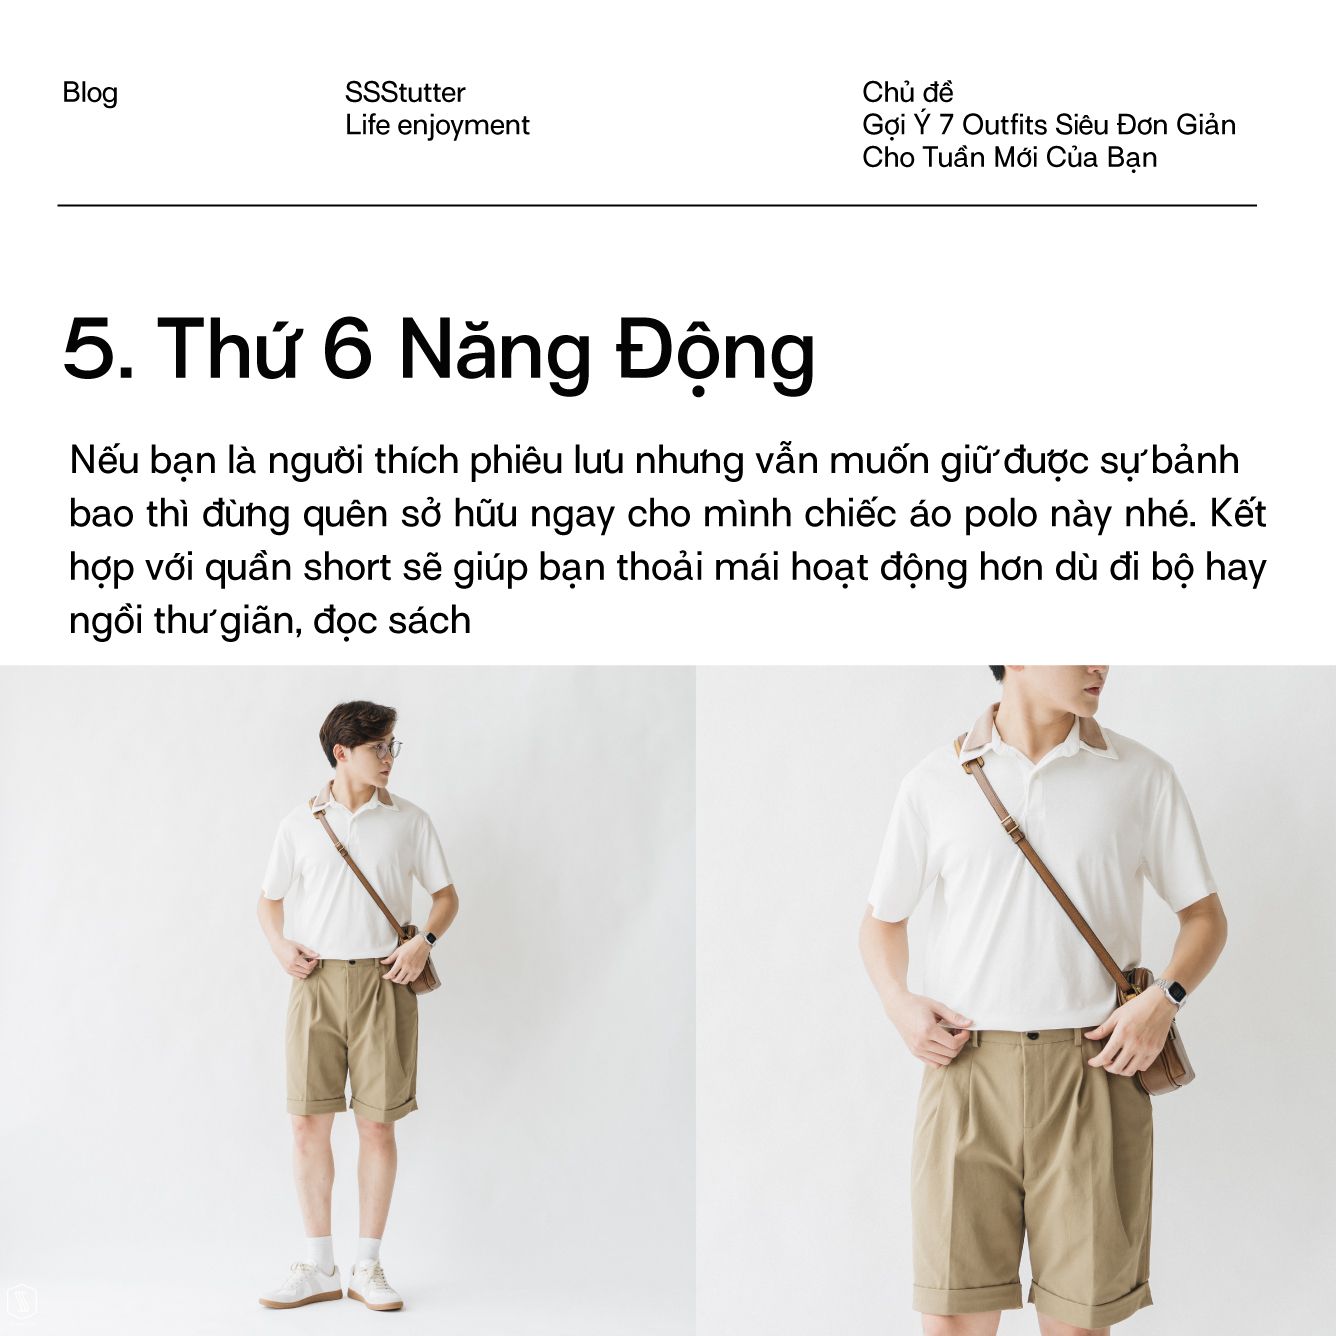 Blog
SSStutter
Life enjoyment
Chủ đề
Gợi Ý 7 Outfits Siêu Đơn Giản
Cho Tuần Mới Của Bạn
5. Thứ 6 Năng Động
Nếu bạn là người thích phiêu lưu nhưng vẫn muốn giữ được sự bảnh
bao thì đừng quên sở hữu ngay cho mình chiếc áo polo này nhé. Kết
hợp với quần short sẽ giúp bạn thoải mái hoạt động hơn dù đi bộ hay
ngồi thư giãn, đọc sách